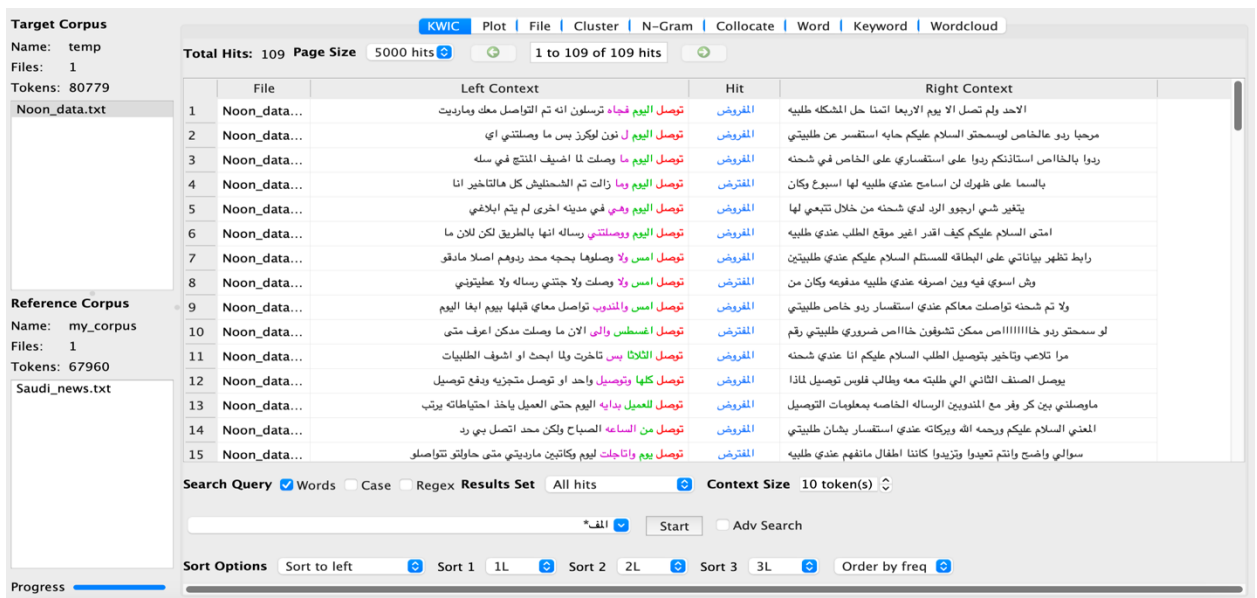 Target Corpus
Name: temp
Files: 1
Tokens: 80779
Noon_data.txt
Reference Corpus
Name: my_corpus
Files: 1
Tokens: 67960
Saudi_news.txt
Progress
KWIC Plot File Cluster N-Gram Collocate Word Keyword Wordcloud
Total Hits: 109 Page Size 5000 hits 1 to 109 of 109 hits
File Left Context Hit Right Context
1 Noon_data... توصل اليوم فجاه ترسلون انه تم التواصل معك ومارديت المفروض الاحد ولم تصل الا يوم الاربعا اتمنا حل المشكله طلبيه
2 Noon_data... توصل اليوم ل نون لوكرز بس ما وصلتني اي المفروض مرحبا ردو عالخاص لوسمحتو السلام عليكم حابه استفسر عن طلبيتي
3 Noon_data... توصل اليوم ما وصلت لما اضيف المنتج في سله المفروض ردوا بالخااص استاذنكم ردوا على استفساري على الخاص في شحنه
4 Noon_data... توصل اليوم وما زالت تم الشحنليش كل هالتاخير انا المفترض بالسما على ظهرك لن اسامح عندي طلبيه لها اسبوع وكان
5 Noon_data... توصل اليوم وهي في مدينه اخرى لم يتم ابلاغي المفروض يتغير شي ارجوو الرد لدي شحنه من خلال تتبعي لها
6 Noon_data... توصل اليوم ووصلتني رساله انها بالطريق لكن للان ما المفروض امتى السلام عليكم كيف اقدر اغير موقع الطلب عندي طلبيه
7 Noon_data... توصل امس ولا وصلوها بحجه محد ردوهم اصلا مادقو المفروض رابط تظهر بياناتي على البطاقه للمستلم السلام عليكم عندي طلبيتين
8 Noon_data... توصل امس ولا وصلت ولا جتني رساله ولا عطيتوني المفروض وش اسوي فيه وين اصرفه عندي طلبيه مدفوعه وكان من
9 Noon_data... توصل امس والمندوب تواصل معاي قبلها بيوم ابغا اليوم المفروض ولا تم شحنه تواصلت معاكم عندي استفسار ردو خاص طلبيتي
10 Noon_data... توصل اغسطس والى الان ما وصلت مدكن اعرف متى المفترض لو سمحتو ردو خااااااااص ممكن تشوفون خاااص ضروري طلبيتي رقم
11 Noon_data... توصل الثلاثا بس تاخرت ولما ابحث او اشوف الطلبيات المفروض مرا تلاعب وتاخير بتوصيل الطلب السلام عليكم انا عندي شحنه
12 Noon_data... توصل كلها وتوصيل واحد او توصل متجزيه ودفع توصيل المفروض يوصل الصنف الثاني الي طلبته معه وطالب فلوس توصيل لماذا
13 Noon_data... توصل للعميل بدايه اليوم حتى العميل ياخذ احتياطاته يرتب المفروض ماوصلني بين كر وفر مع المندوبين الرساله الخاصه بمعلومات التوصيل
14 Noon_data... توصل من الساعه الصباح ولكن محد اتصل بي رد المفروض المعني السلام عليكم ورحمه الله وبركاته عندي استفسار بشان طلبيتي
15 Noon_data... توصل يوم واتاجلت ليوم وكاتبين مارديتي متى حاولتو تتواصلو المفترض سوالي واضح وانتم تعيدوا وتزيدوا كاننا اطفال مانفهم عندي طلبيه
Search Query Words Case Regex Results Set All hits Context Size 10 token(s)
المف* Start Adv Search
Sort Options Sort to left Sort 1 1L Sort 2 2L Sort 3 3L Order by freq